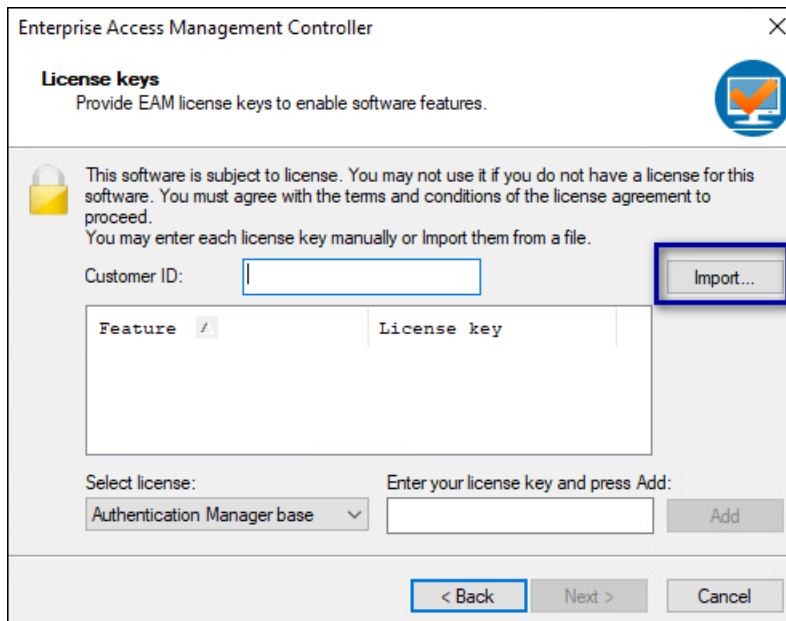 Enterprise Access Management Controller
License keys
Provide EAM license keys to enable software features.
This software is subject to license. You may not use it if you do not have a license for this
software. You must agree with the terms and conditions of the license agreement to
proceed.
You may enter each license key manually or Import them from a file.
Customer ID:
Import...
Feature License key
Select license: Enter your license key and press Add:
Authentication Manager base Add
< Back Next > Cancel